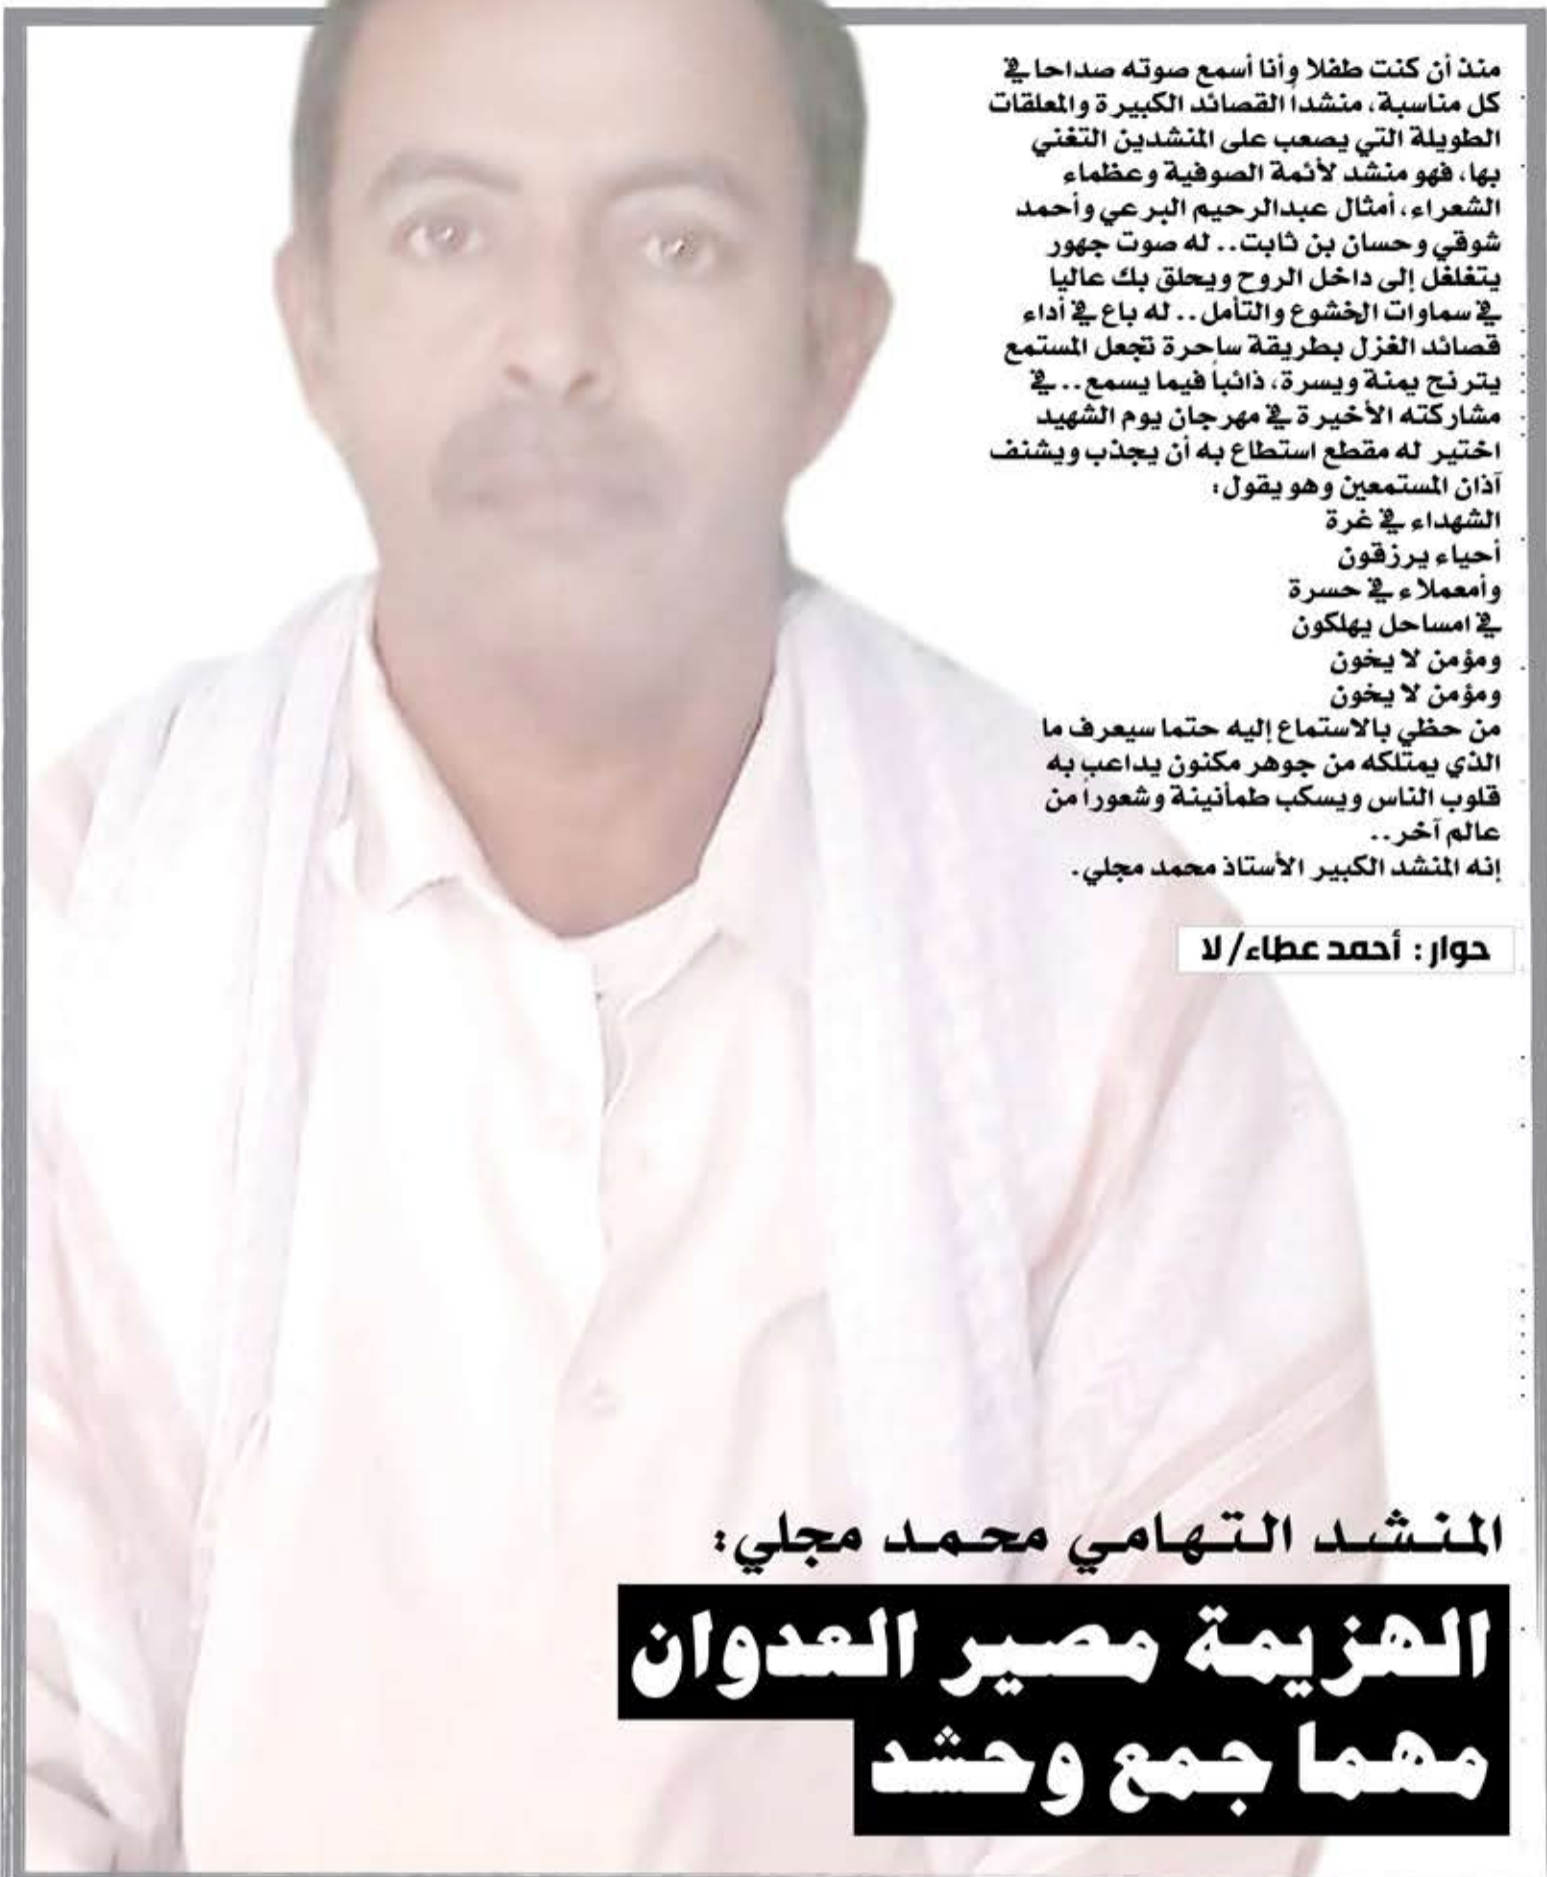 منذ أن كنت طفلا وأنا أسمع صوته صداحا في
كل مناسبة، منشداً القصائد الكبيرة والمعلقات
الطويلة التي يصعب على المنشدين التغني
بها، فهو منشد لأئمة الصوفية وعظماء
الشعراء، أمثال عبدالرحيم البرعي وأحمد
شوقي وحسان بن ثابت.. له صوت جهور
يتغلغل إلى داخل الروح ويحلق بك عاليا
في سماوات الخشوع والتأمل.. له باع في أداء
قصائد الغزل بطريقة ساحرة تجعل المستمع
يترنح يمنة ويسرة، ذائباً فيما يسمع.. في
مشاركته الأخيرة في مهرجان يوم الشهيد
اختير له مقطع استطاع به أن يجذب ويشنف
آذان المستمعين وهو يقول:
الشهداء في غرة
أحياء يرزقون
وأمعملاء في حسرة
في امساحل يهلكون
ومؤمن لا يخون
ومؤمن لا يخون
من حظي بالاستماع إليه حتما سيعرف ما
الذي يمتلكه من جوهر مكنون يداعب به
قلوب الناس ويسكب طمأنينة وشعوراً من
عالم آخر..
إنه المنشد الكبير الأستاذ محمد مجلي.
حوار: أحمد عطاء/ لا
المنشد التهامي محمد مجلي:
الهزيمة مصير العدوان
مهما جمع وحشد